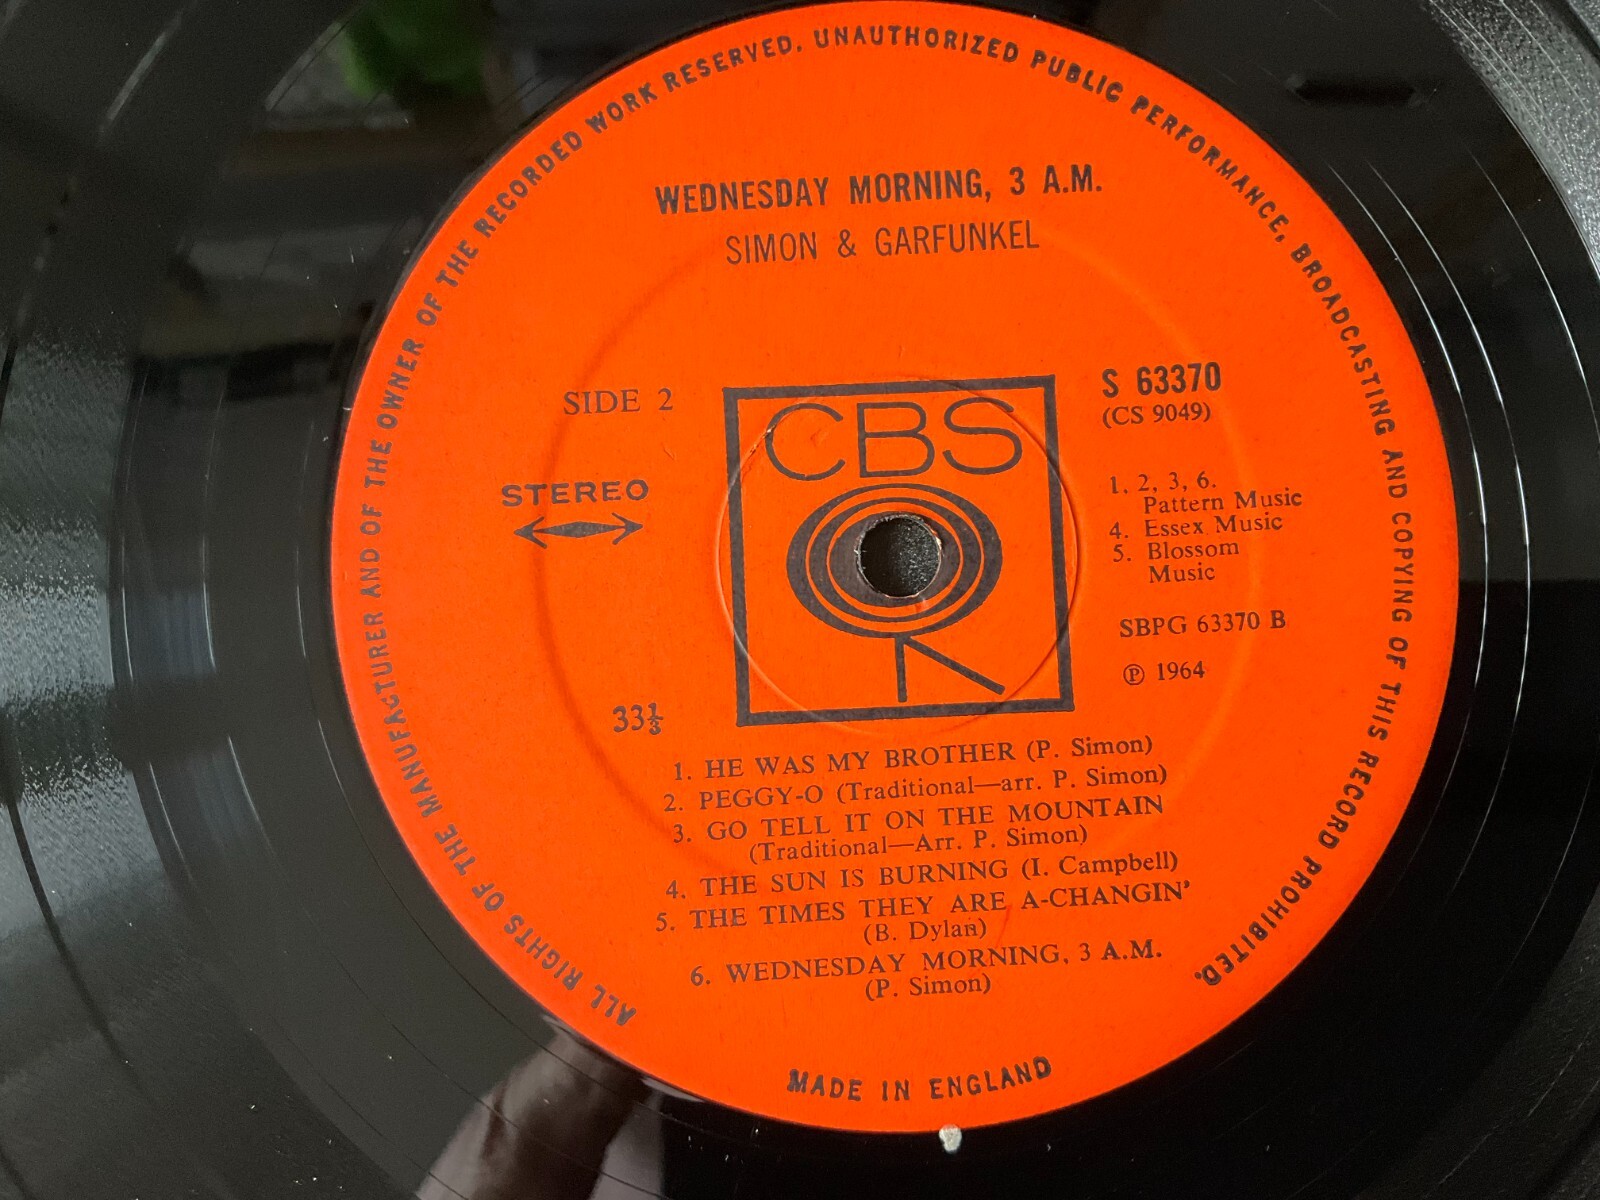 ALL RIGHTS OF THE MANUFACTURER AND OF THE OWNER OF THE RECORDED WORK RESERVED. UNAUTHORIZED PUBLIC PERFORMANCE, BROADCASTING AND COPYING OF THIS RECORD PROHIBITED.
WEDNESDAY MORNING, 3 A.M.
SIMON & GARFUNKEL
SIDE 2
STEREO
33⅓
CBS
S 63370
(CS 9049)
1, 2, 3, 6.
Pattern Music
4. Essex Music
5. Blossom
Music
SBPG 63370 B
℗ 1964
1. HE WAS MY BROTHER (P. Simon)
2. PEGGY-O (Traditional—arr. P. Simon)
3. GO TELL IT ON THE MOUNTAIN
(Traditional—Arr. P. Simon)
4. THE SUN IS BURNING (I. Campbell)
5. THE TIMES THEY ARE A-CHANGIN'
(B. Dylan)
6. WEDNESDAY MORNING, 3 A.M.
(P. Simon)
MADE IN ENGLAND